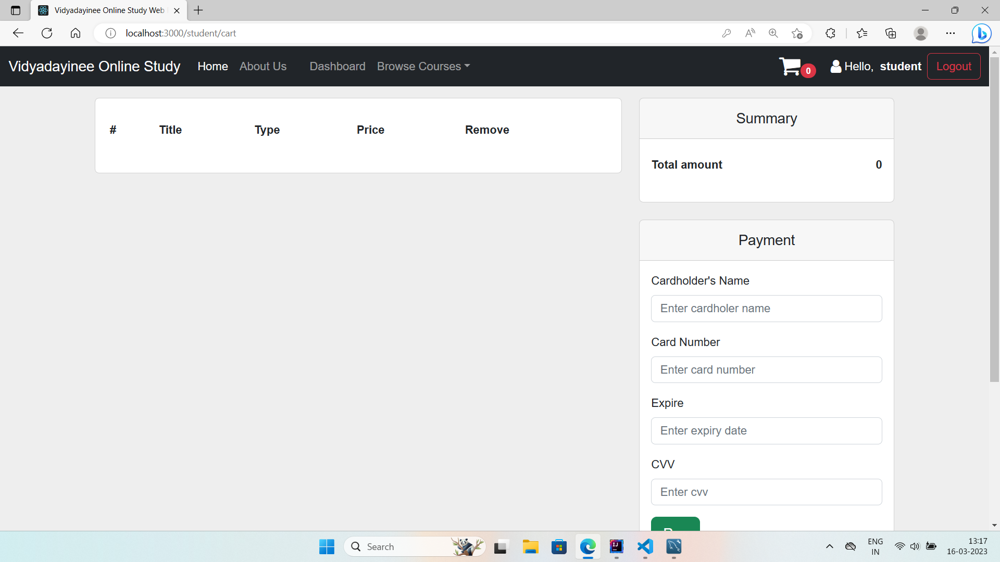 Vidyadayinee Online Study Web
localhost:3000/student/cart
Vidyadayinee Online Study Home About Us Dashboard Browse Courses 0 Hello, student Logout
# Title Type Price Remove
Summary
Total amount 0
Payment
Cardholder's Name
Enter cardholer name
Card Number
Enter card number
Expire
Enter expiry date
CVV
Enter cvv
Search
ENG
IN
13:17
16-03-2023